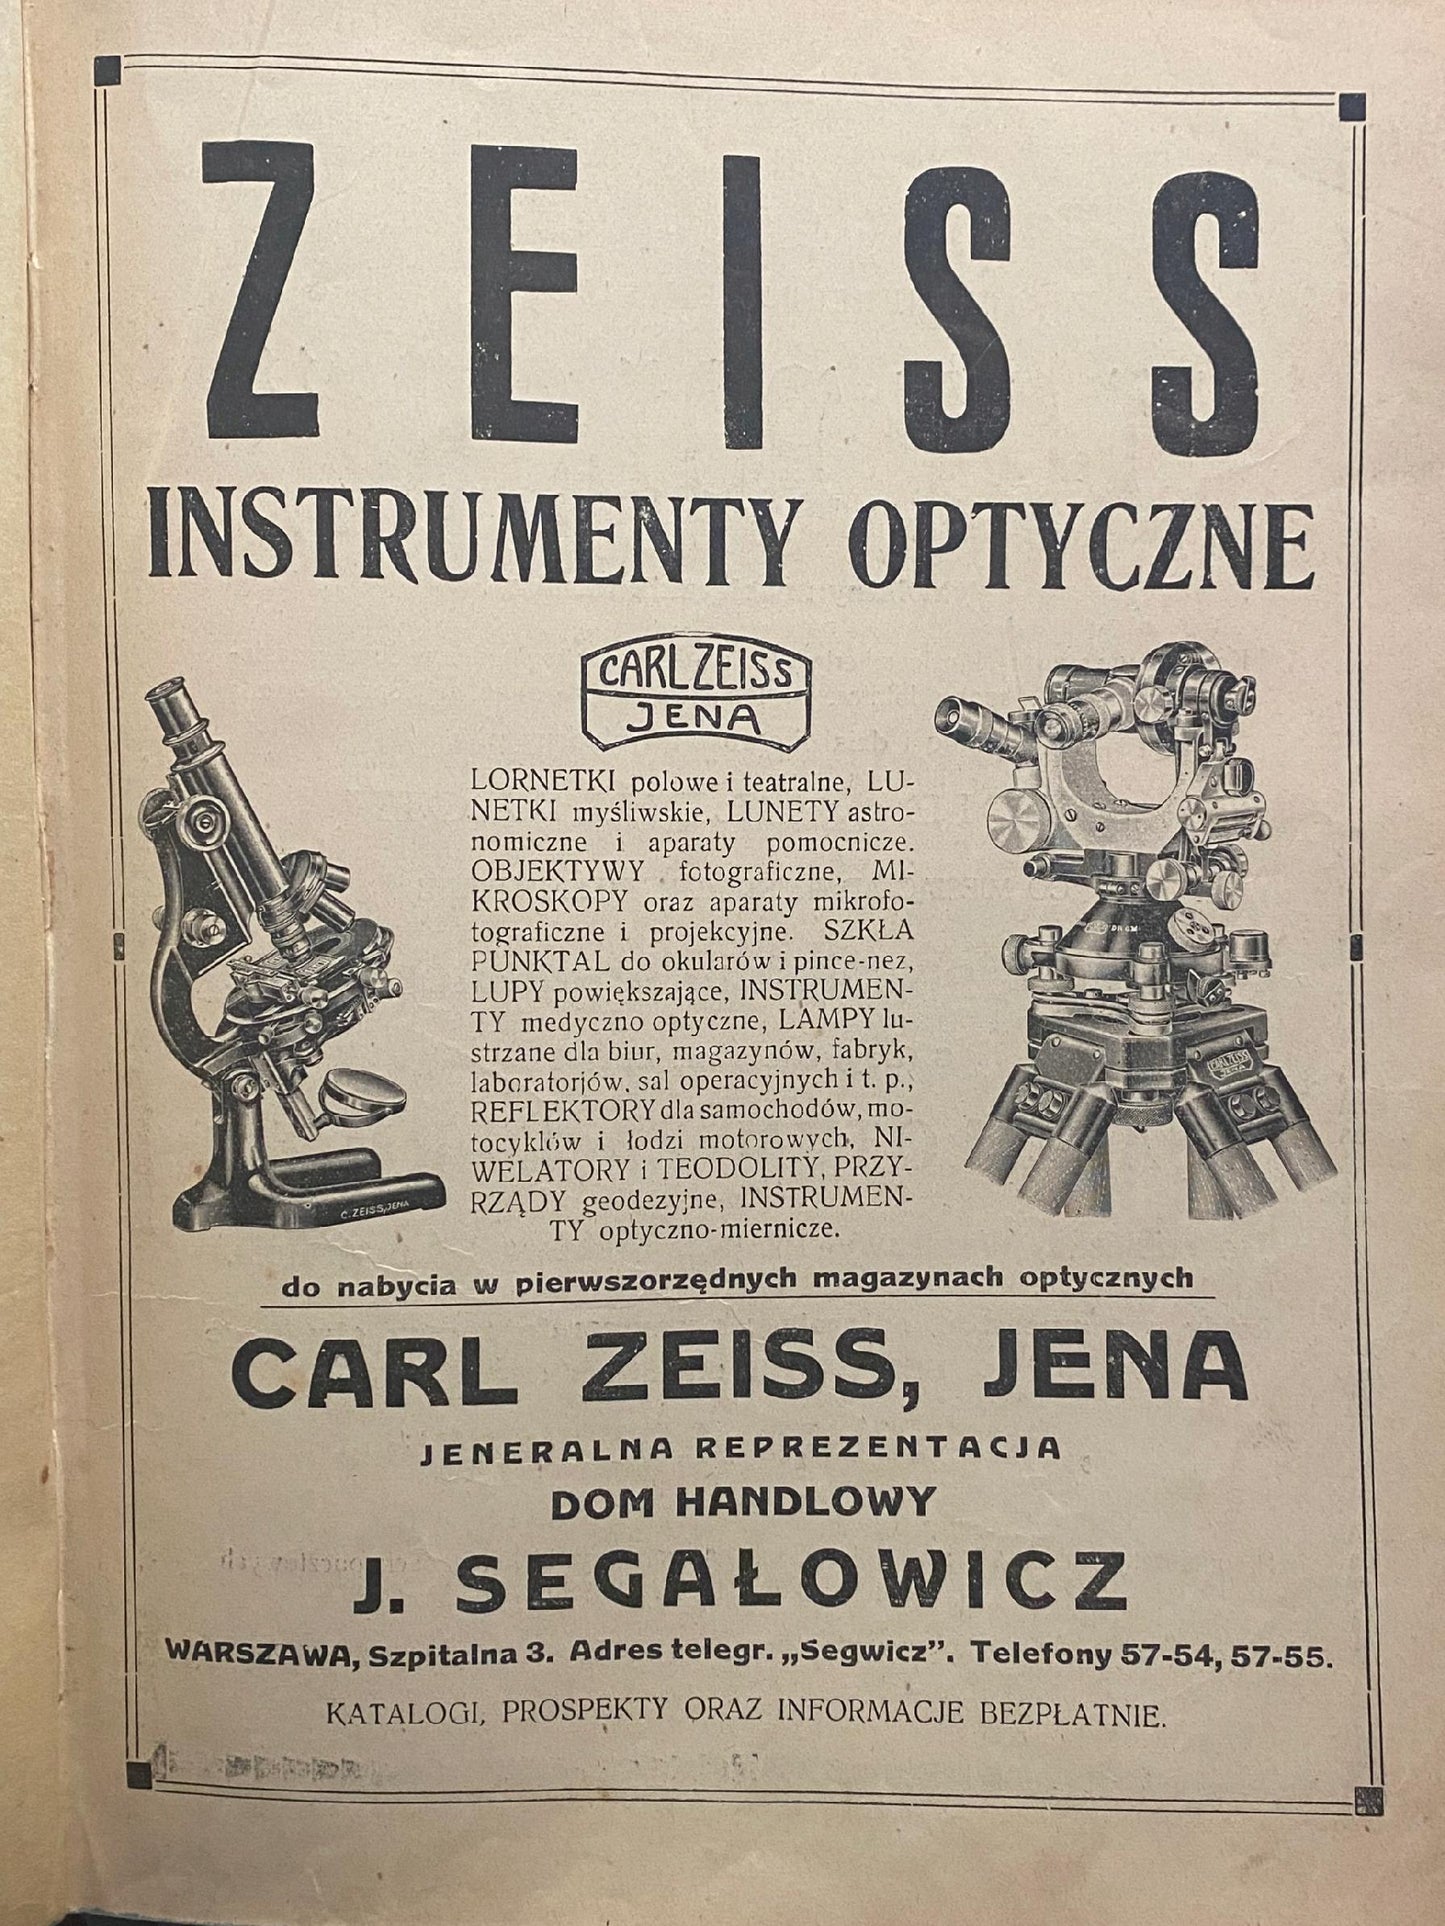 ZEISS
INSTRUMENTY OPTYCZNE
CARL ZEISS
JENA
LORNETKI polowe i teatralne, LU-
NETKI myśliwskie, LUNETY astro-
nomiczne i aparaty pomocnicze.
OBJEKTYWY fotograficzne, MI-
KROSKOPY oraz aparaty mikrofo-
tograficzne i projekcyjne. SZKŁA
PUNKTAL do okularów i pince-nez,
LUPY powiększające, INSTRUMEN-
TY medyczno optyczne, LAMPY lu-
strzane dla biur, magazynów, fabryk,
laboratorjów, sal operacyjnych i t. p.,
REFLEKTORY dla samochodów, mo-
tocyklów i łodzi motorowych, NI-
WELATORY i TEODOLITY, PRZY-
RZĄDY geodezyjne, INSTRUMEN-
TY optyczno-miernicze.
C. ZEISS, JENA
DRGM
CARL ZEISS
JENA
do nabycia w pierwszorzędnych magazynach optycznych
CARL ZEISS, JENA
JENERALNA REPREZENTACJA
DOM HANDLOWY
J. SEGAŁOWICZ
WARSZAWA, Szpitalna 3. Adres telegr. „Segwicz”. Telefony 57-54, 57-55.
KATALOGI, PROSPEKTY ORAZ INFORMACJE BEZPŁATNIE.